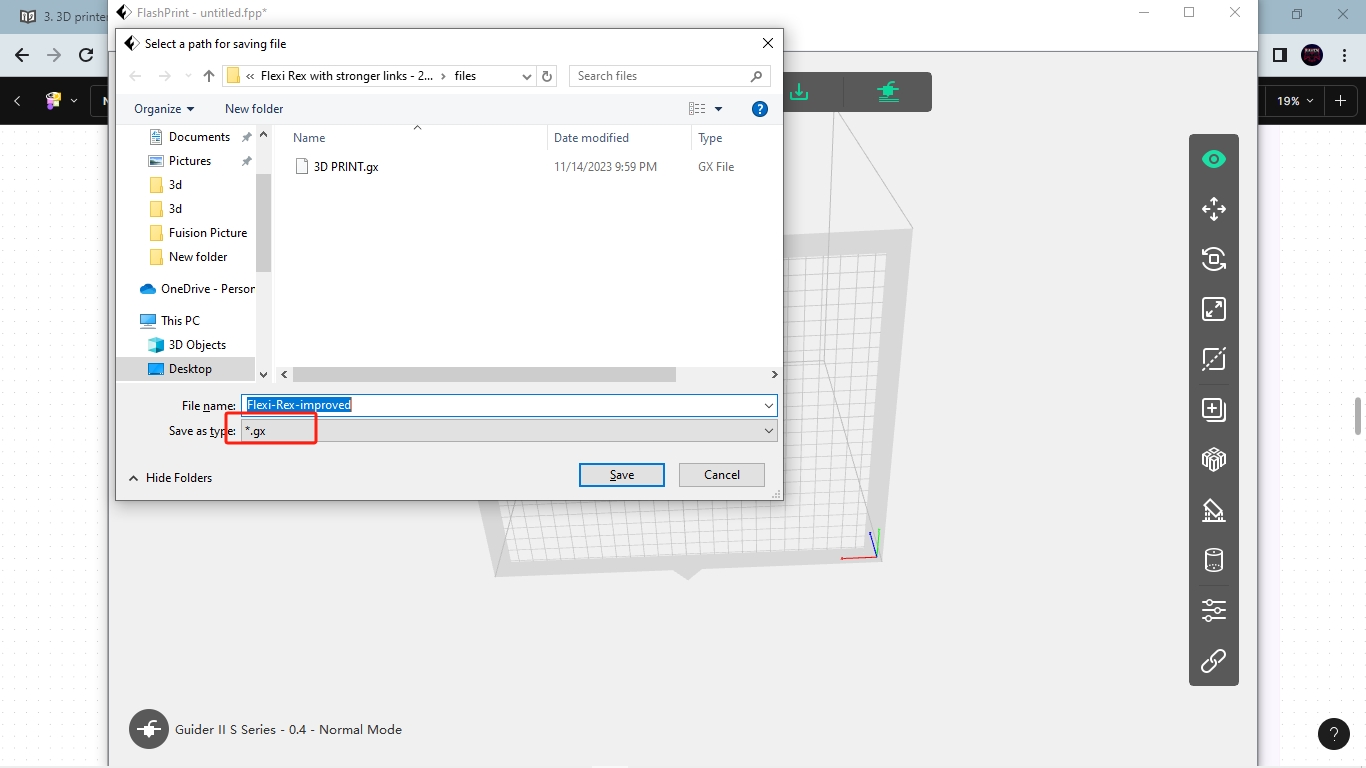 3. 3D printe
FlashPrint - untitled.fpp*
Select a path for saving file
« Flexi Rex with stronger links - 2... › files
Search files
19%
Organize
New folder
Documents
Name
Date modified
Type
Pictures
3D PRINT.gx
11/14/2023 9:59 PM
GX File
3d
3d
Fuision Picture
New folder
OneDrive - Person
This PC
3D Objects
Desktop
File name:
Flexi-Rex-improved
Save as type:
*.gx
Hide Folders
Save
Cancel
Guider II S Series - 0.4 - Normal Mode